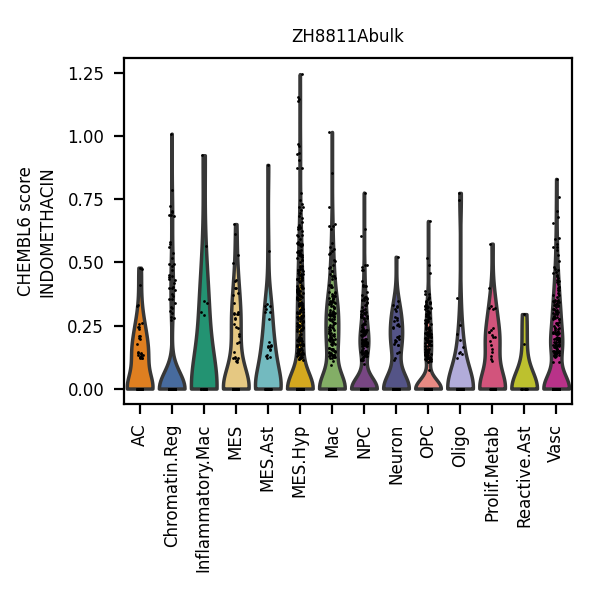 ZH8811Abulk
CHEMBL6 score
INDOMETHACIN
1.25
1.00
0.75
0.50
0.25
0.00
AC
Chromatin.Reg
Inflammatory.Mac
MES
MES.Ast
MES.Hyp
Mac
NPC
Neuron
OPC
Oligo
Prolif.Metab
Reactive.Ast
Vasc